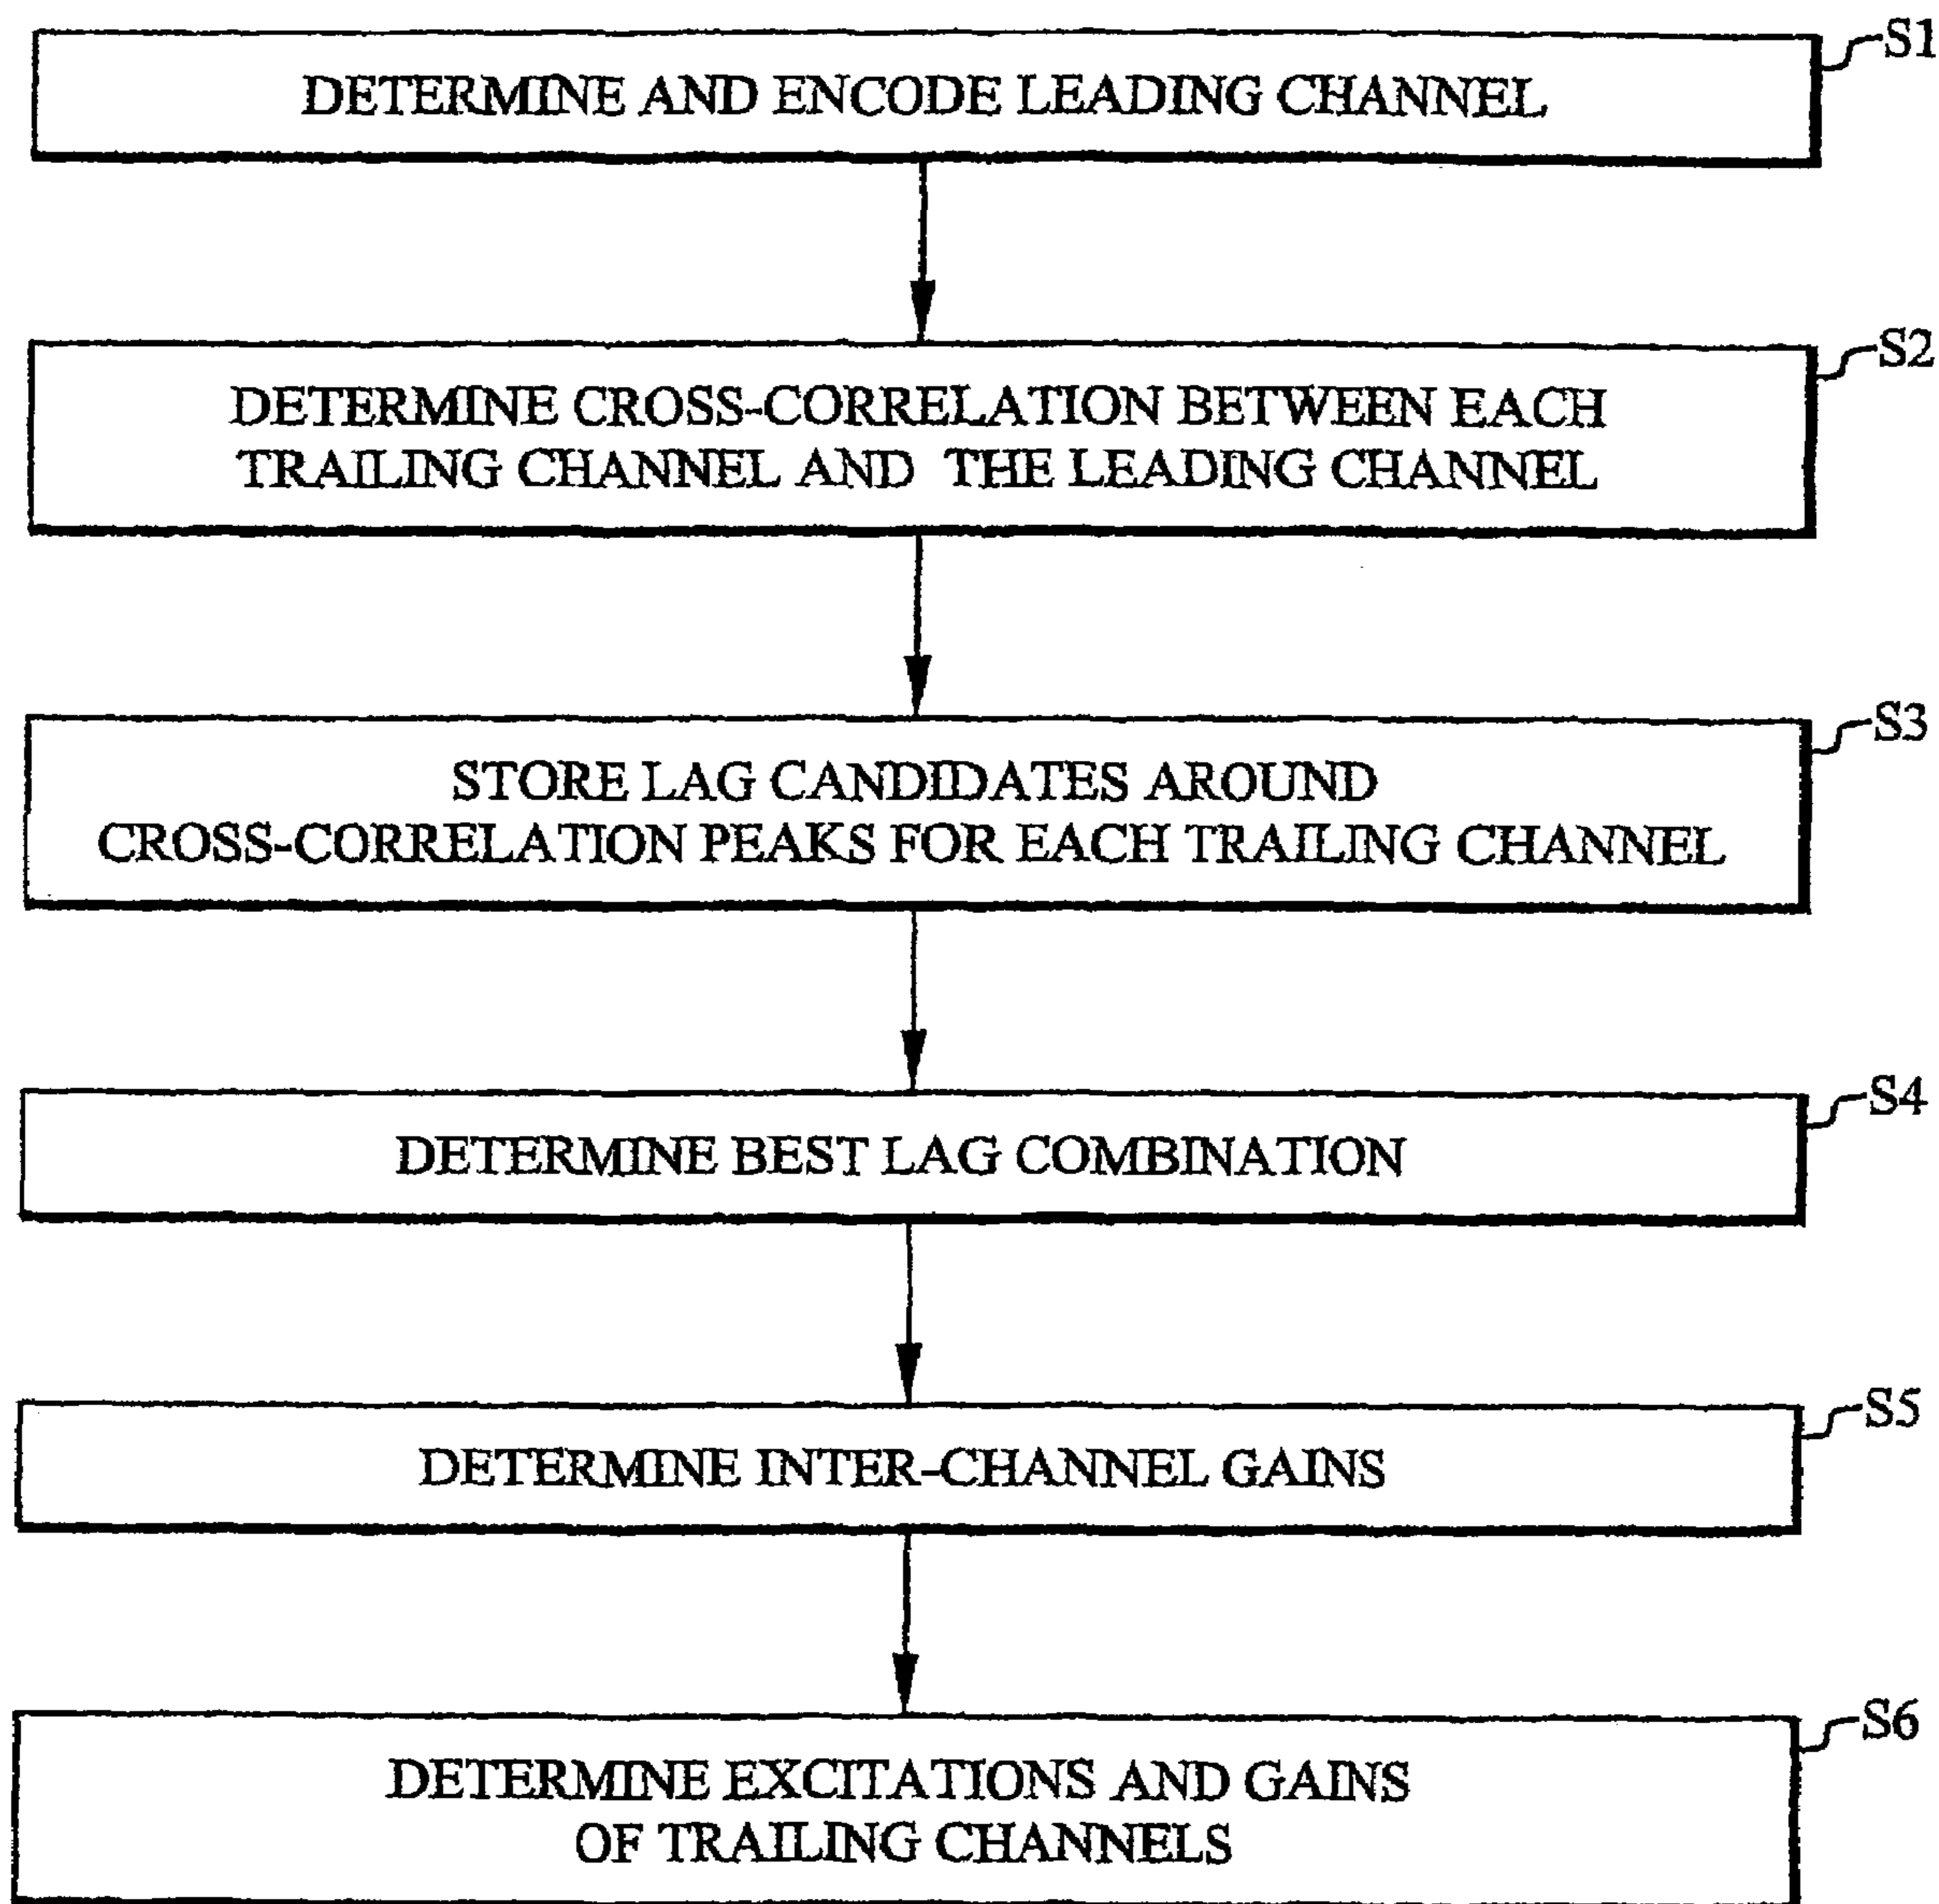 S1
DETERMINE AND ENCODE LEADING CHANNEL
S2
DETERMINE CROSS-CORRELATION BETWEEN EACH
TRAILING CHANNEL AND THE LEADING CHANNEL
S3
STORE LAG CANDIDATES AROUND
CROSS-CORRELATION PEAKS FOR EACH TRAILING CHANNEL
S4
DETERMINE BEST LAG COMBINATION
S5
DETERMINE INTER-CHANNEL GAINS
S6
DETERMINE EXCITATIONS AND GAINS
OF TRAILING CHANNELS